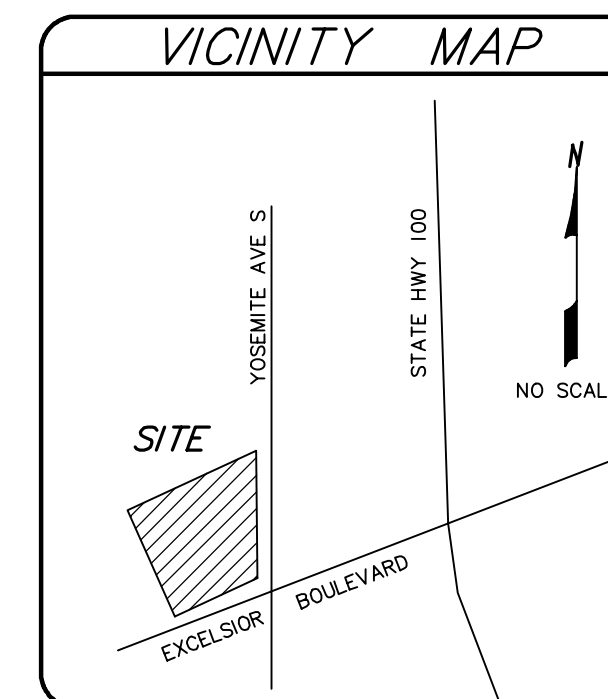 VICINITY MAP
N
YOSEMITE AVE S
STATE HWY 100
NO SCAL
SITE
EXCELSIOR BOULEVARD